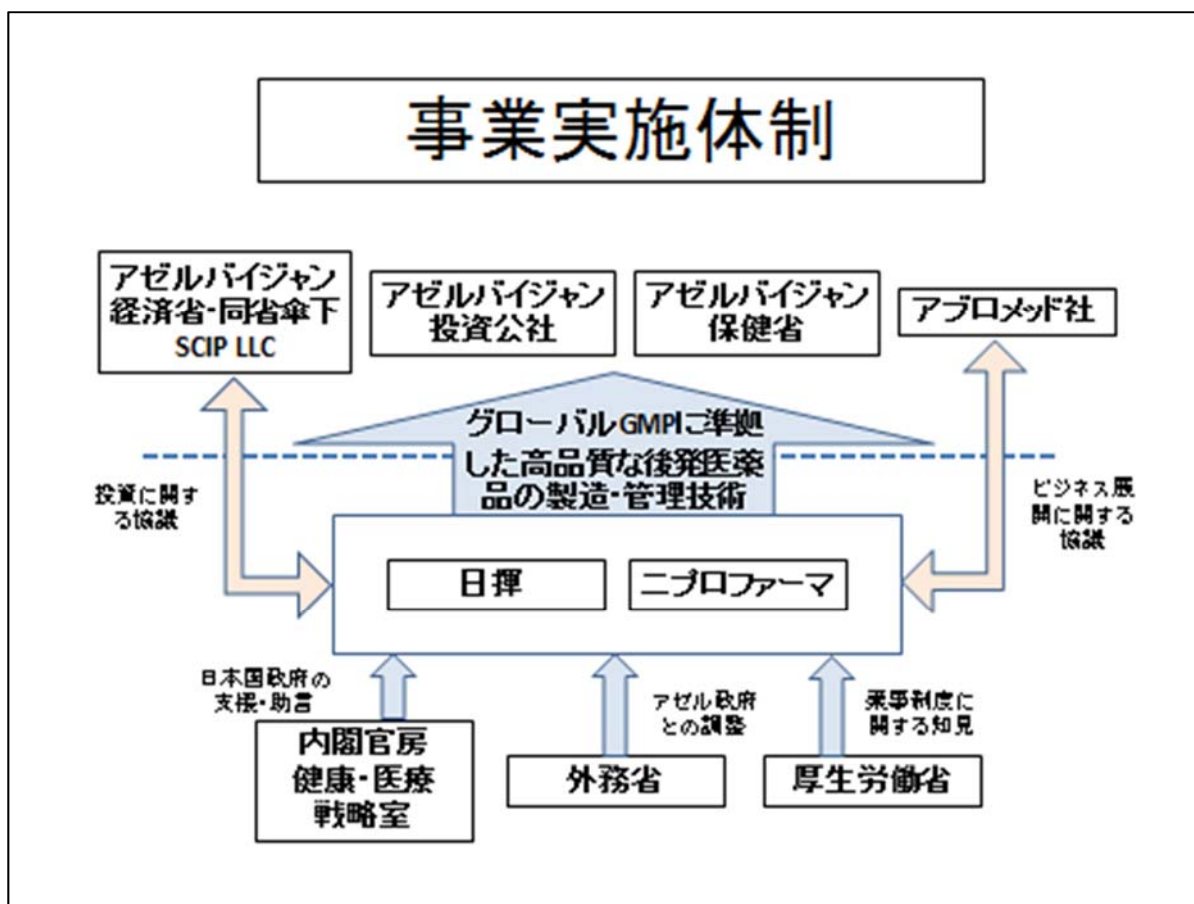 事業実施体制
アゼルバイジャン
経済省・同省傘下
SCIP LLC
アゼルバイジャン
投資公社
アゼルバイジャン
保健省
アブロメッド社
グローバルGMPに準拠
した高品質な後発医薬
品の製造・管理技術
投資に関す
る協議
ビジネス展
開に関する
協議
日揮
ニプロファーマ
日本国政府の
支援・助言
アゼル政府
との調整
薬事制度に
関する知見
内閣官房
健康・医療
戦略室
外務省
厚生労働省